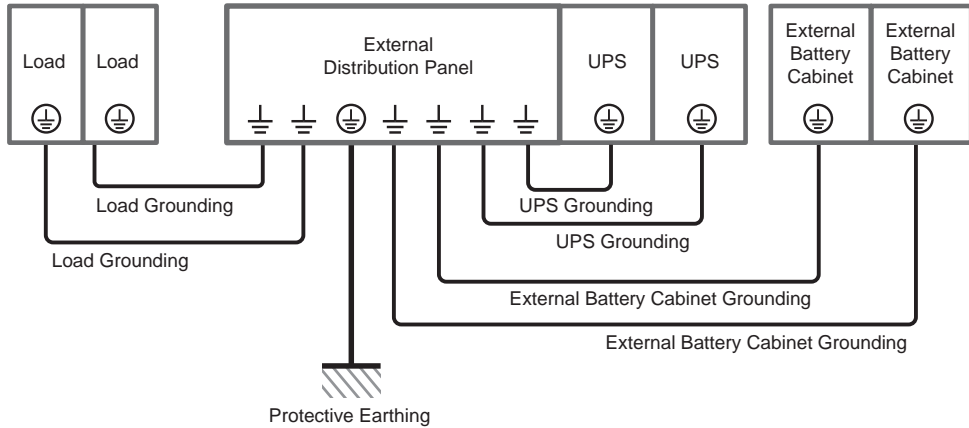 Load
Load
External
Distribution Panel
UPS
UPS
External
Battery
Cabinet
External
Battery
Cabinet
Load Grounding
UPS Grounding
UPS Grounding
Load Grounding
External Battery Cabinet Grounding
External Battery Cabinet Grounding
Protective Earthing